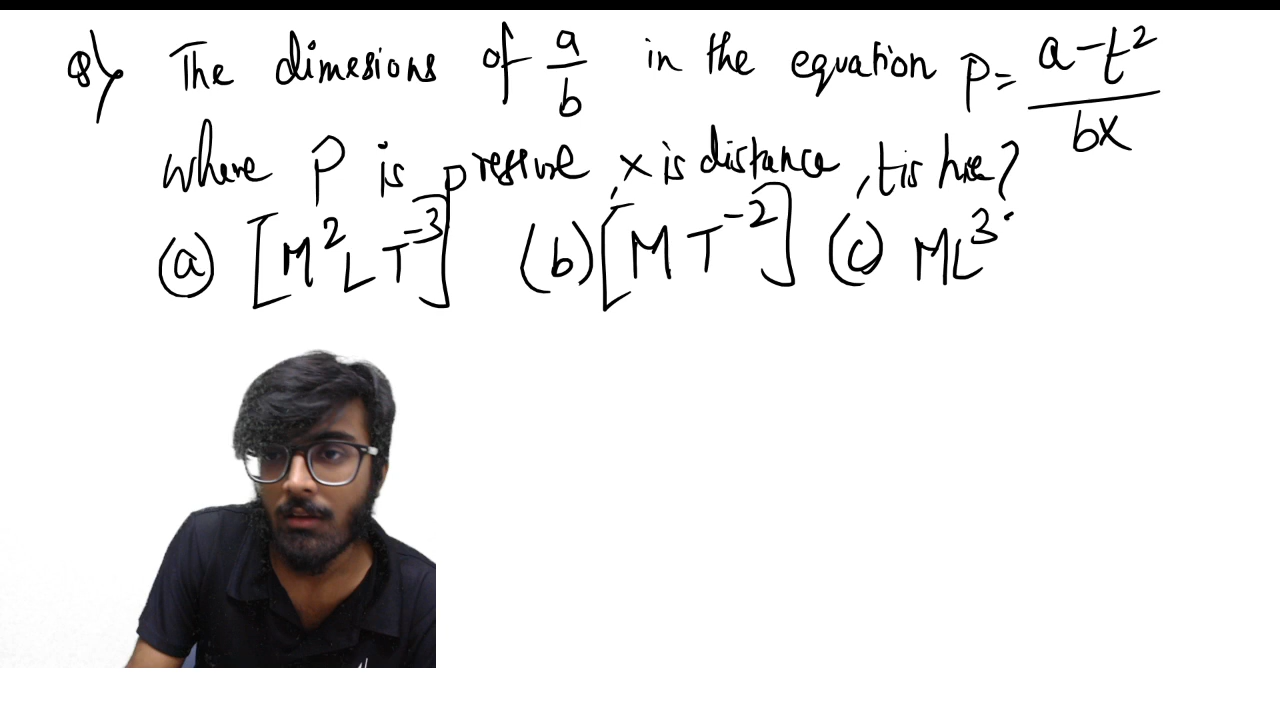 Q) The dimesions of a/b in the equation P = (a-t²)/(bx)
where P is pressure, x is distance, t is time?
(a) [M²LT⁻³] (b) [MT⁻²] (c) ML³